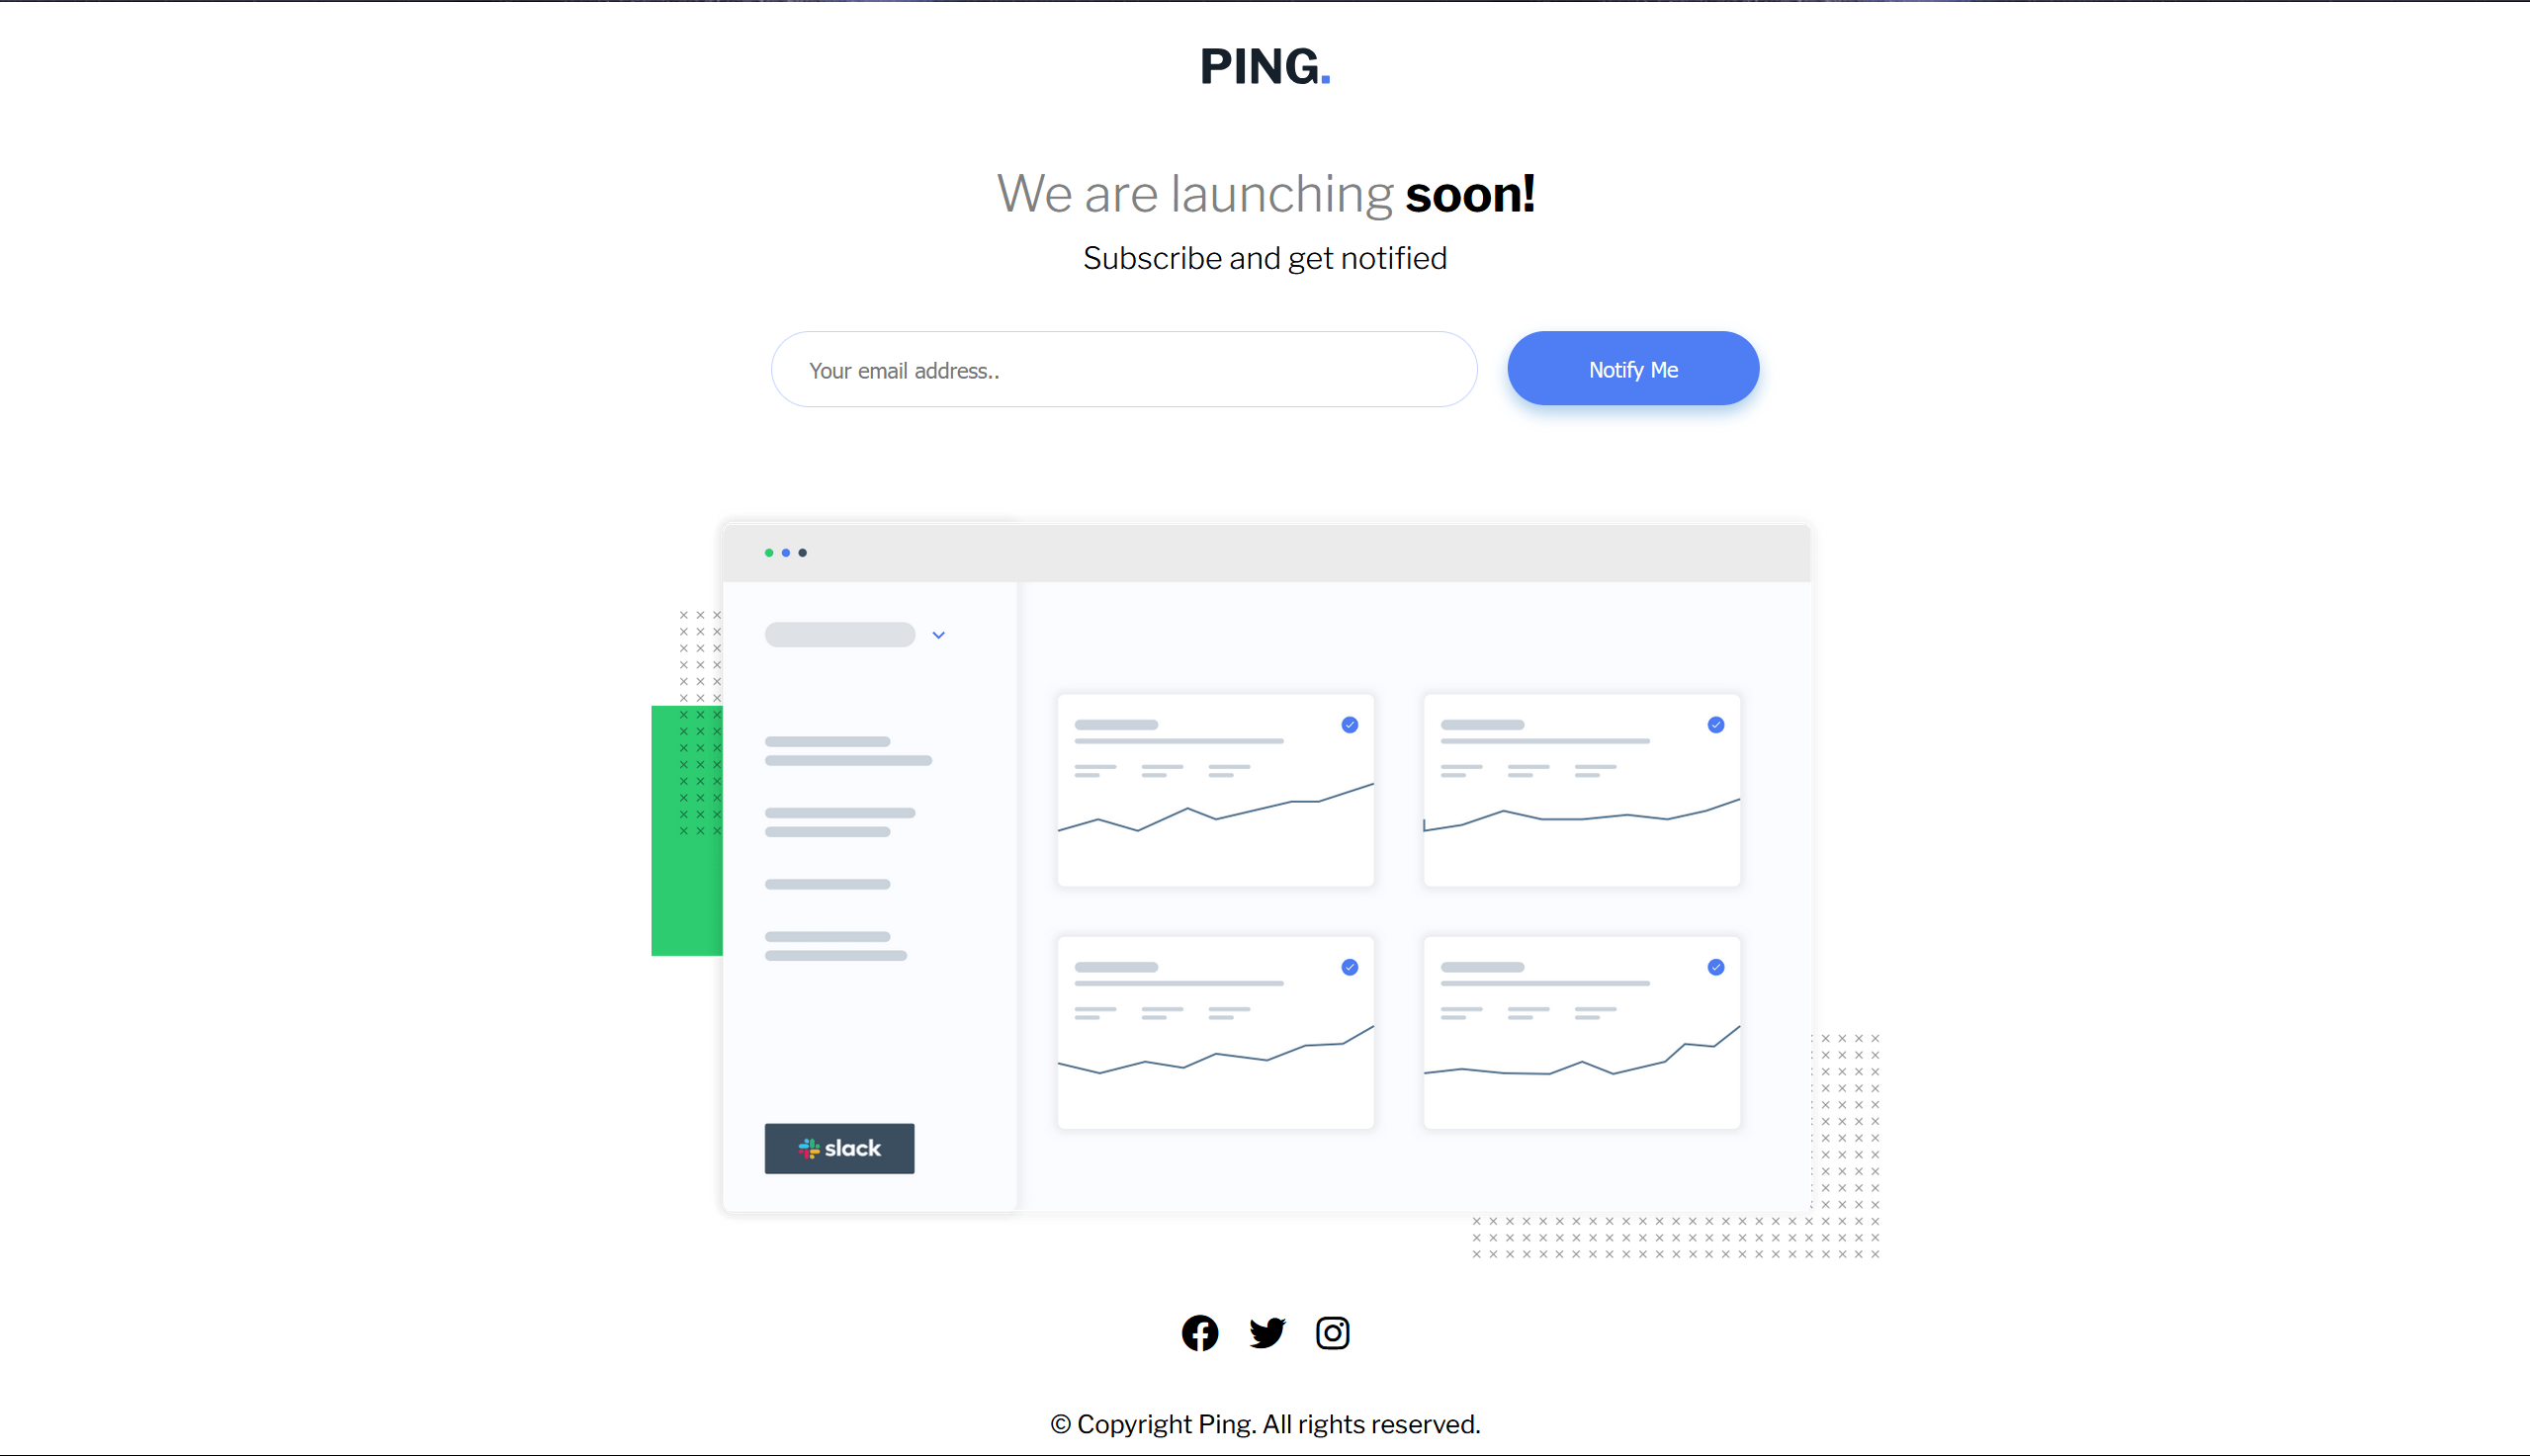 PING.
We are launching soon!
Subscribe and get notified
Your email address..
Notify Me
slack
© Copyright Ping. All rights reserved.